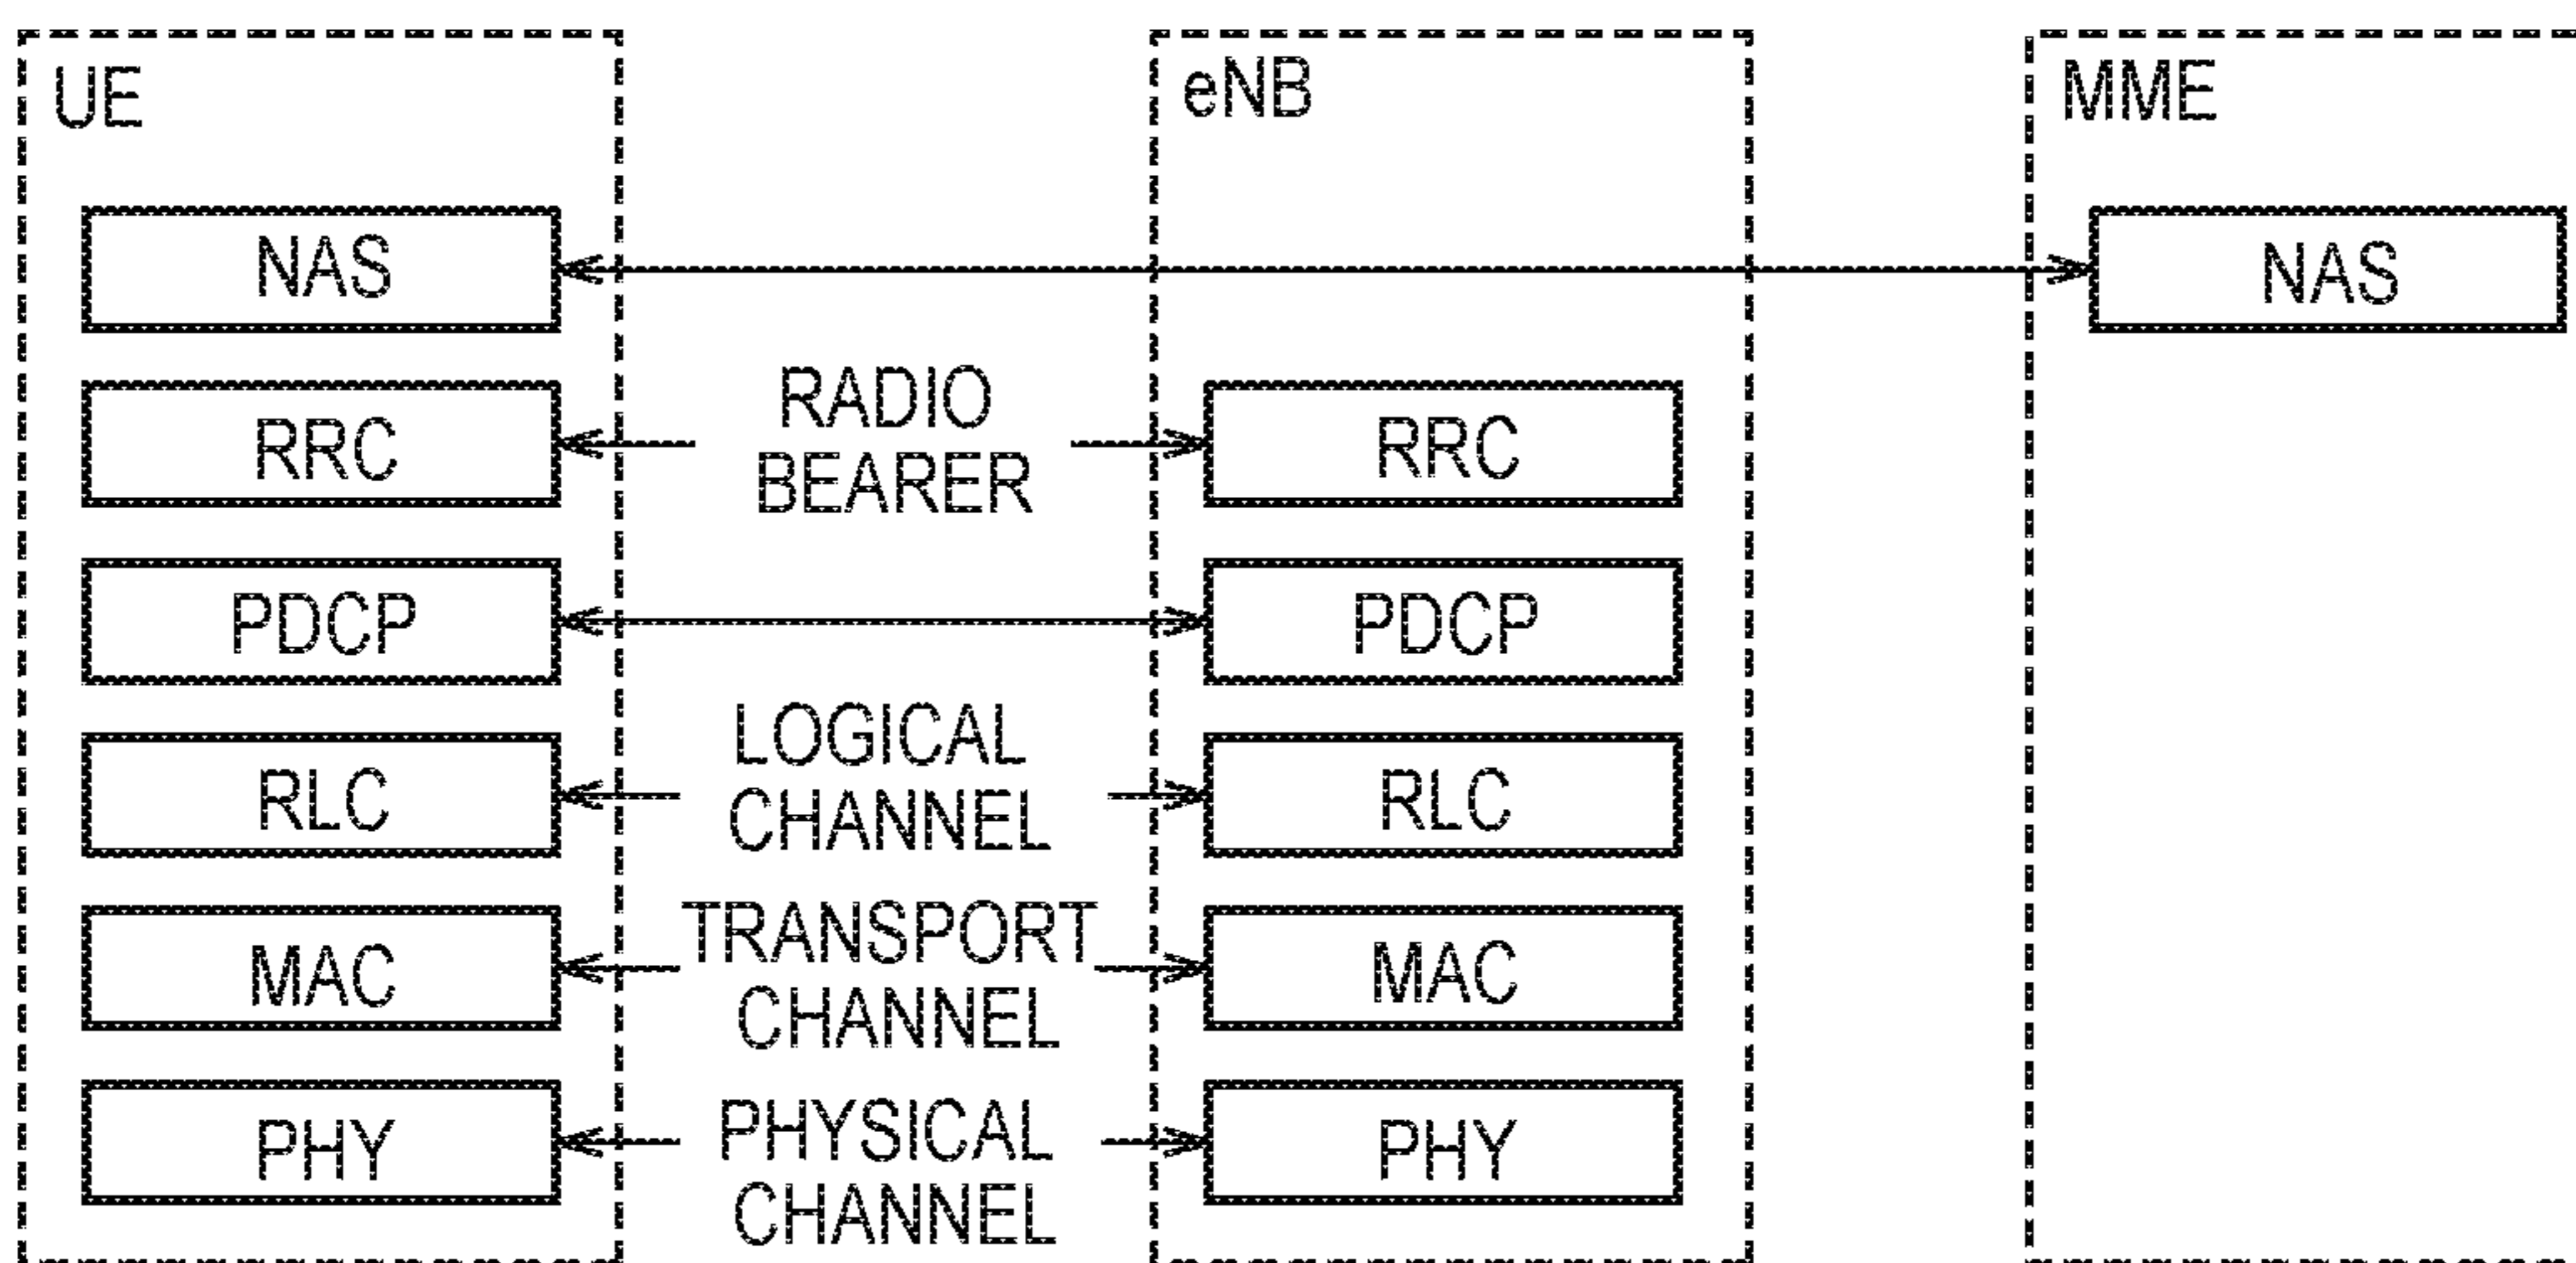 UE
eNB
MME
NAS
NAS
RADIO
BEARER
RRC
RRC
PDCP
PDCP
LOGICAL
CHANNEL
RLC
RLC
TRANSPORT
CHANNEL
MAC
MAC
PHYSICAL
CHANNEL
PHY
PHY